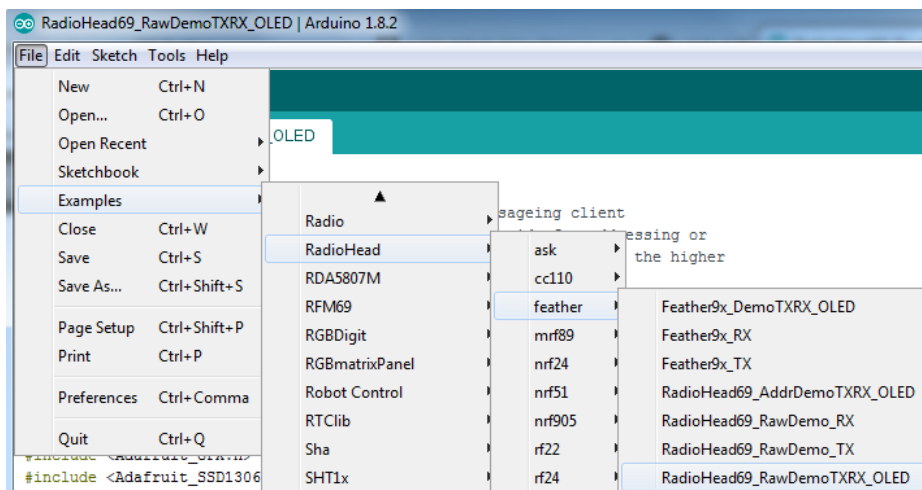 RadioHead69_RawDemoTXRX_OLED | Arduino 1.8.2
File Edit Sketch Tools Help
New Ctrl+N
Open... Ctrl+O
Open Recent
Sketchbook
Examples
Close Ctrl+W
Save Ctrl+S
Save As... Ctrl+Shift+S
Page Setup Ctrl+Shift+P
Print Ctrl+P
Preferences Ctrl+Comma
Quit Ctrl+Q
_OLED
Radio
RadioHead
RDA5807M
RFM69
RGBDigit
RGBmatrixPanel
Robot Control
RTClib
Sha
SHT1x
sageing client
essing or
the higher
ask
cc110
feather
mrf89
nrf24
nrf51
nrf905
rf22
rf24
Feather9x_DemoTXRX_OLED
Feather9x_RX
Feather9x_TX
RadioHead69_AddrDemoTXRX_OLED
RadioHead69_RawDemo_RX
RadioHead69_RawDemo_TX
RadioHead69_RawDemoTXRX_OLED
#include <Adafruit_GFX.h>
#include <Adafruit_SSD1306